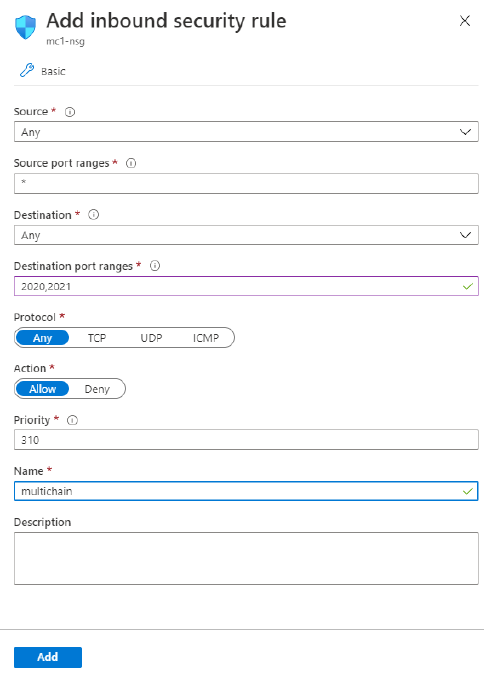 Add inbound security rule
mc1-nsg
Basic
Source *
Any
Source port ranges *
*
Destination *
Any
Destination port ranges *
2020,2021
Protocol *
Any TCP UDP ICMP
Action *
Allow Deny
Priority *
310
Name *
multichain
Description
Add